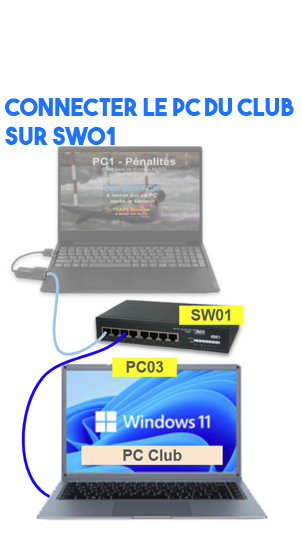 CONNECTER LE PC DU CLUB
SUR SW01
PC1 - Pénalités
à lancer sur ce PC
après le serveur
SW01
PC03
Windows 11
PC Club